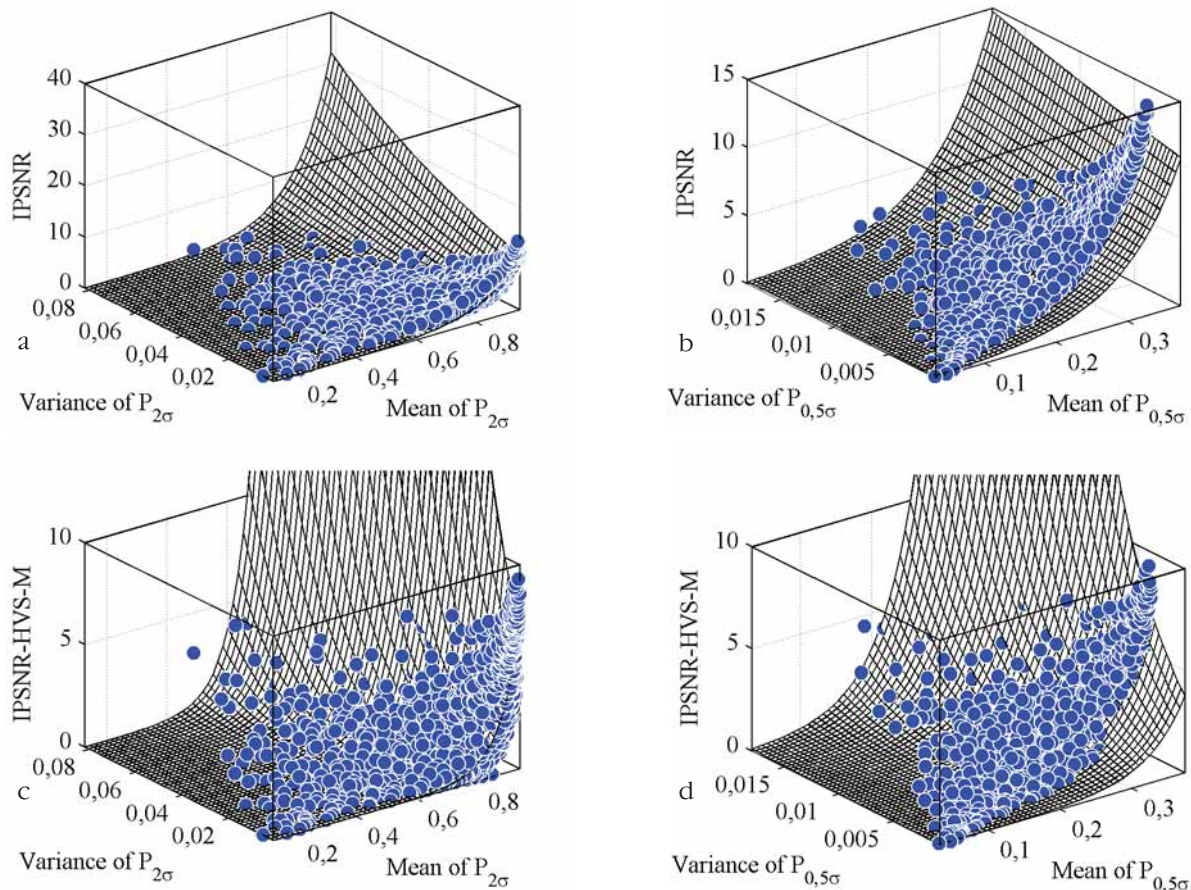 40
30
20
10
0
IPSNR
0,08
0,06
0,04
0,02
Variance of P2σ
0,2
0,4
0,6
0,8
Mean of P2σ
a
15
10
5
0
IPSNR
0,015
0,01
0,005
Variance of P0,5σ
0,1
0,2
0,3
Mean of P0,5σ
b
10
5
0
IPSNR-HVS-M
0,08
0,06
0,04
0,02
Variance of P2σ
0,2
0,4
0,6
0,8
Mean of P2σ
c
10
5
0
IPSNR-HVS-M
0,015
0,01
0,005
Variance of P0,5σ
0,1
0,2
0,3
Mean of P0,5σ
d